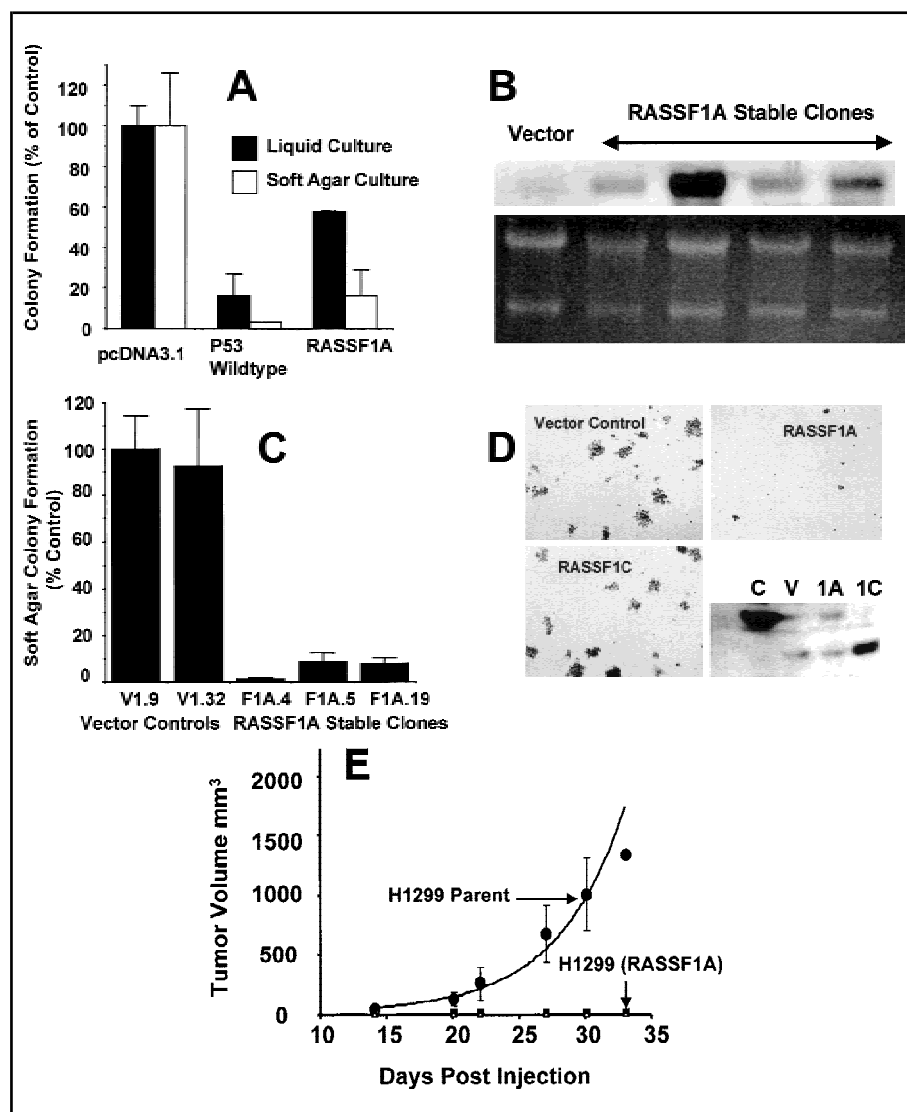 A
Colony Formation (% of Control)
120
100
80
60
40
20
0
Liquid Culture
Soft Agar Culture
pcDNA3.1
P53
Wildtype
RASSF1A
B
Vector
RASSF1A Stable Clones
C
Soft Agar Colony Formation
(% Control)
120
100
80
60
40
20
0
V1.9 V1.32 F1A.4 F1A.5 F1A.19
Vector Controls RASSF1A Stable Clones
D
Vector Control
RASSF1A
RASSF1C
C V 1A 1C
E
Tumor Volume mm³
2000
1500
1000
500
0
H1299 Parent
H1299 (RASSF1A)
10 15 20 25 30 35
Days Post Injection